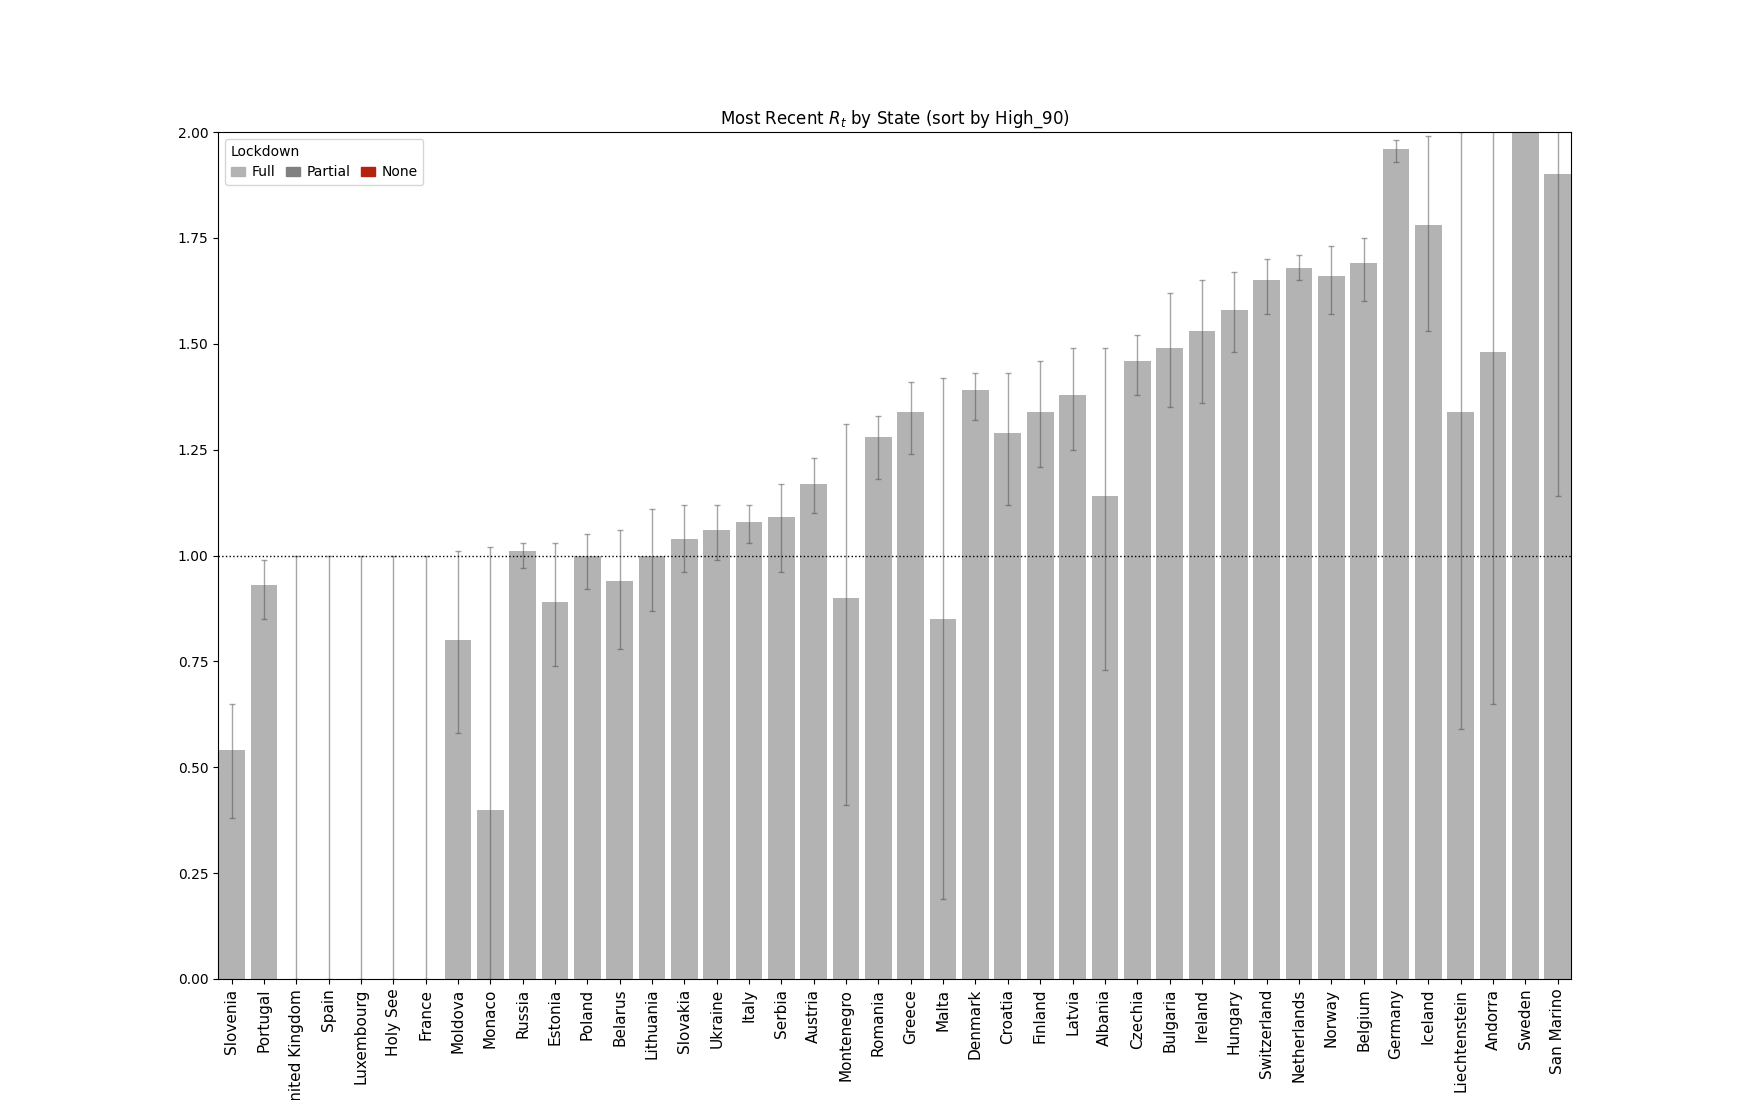 Most Recent R_t by State (sort by High_90)
Lockdown
Full Partial None
2.00
1.75
1.50
1.25
1.00
0.75
0.50
0.25
0.00
Slovenia
Portugal
nited Kingdom
Spain
Luxembourg
Holy See
France
Moldova
Monaco
Russia
Estonia
Poland
Belarus
Lithuania
Slovakia
Ukraine
Italy
Serbia
Austria
Montenegro
Romania
Greece
Malta
Denmark
Croatia
Finland
Latvia
Albania
Czechia
Bulgaria
Ireland
Hungary
Switzerland
Netherlands
Norway
Belgium
Germany
Iceland
Liechtenstein
Andorra
Sweden
San Marino